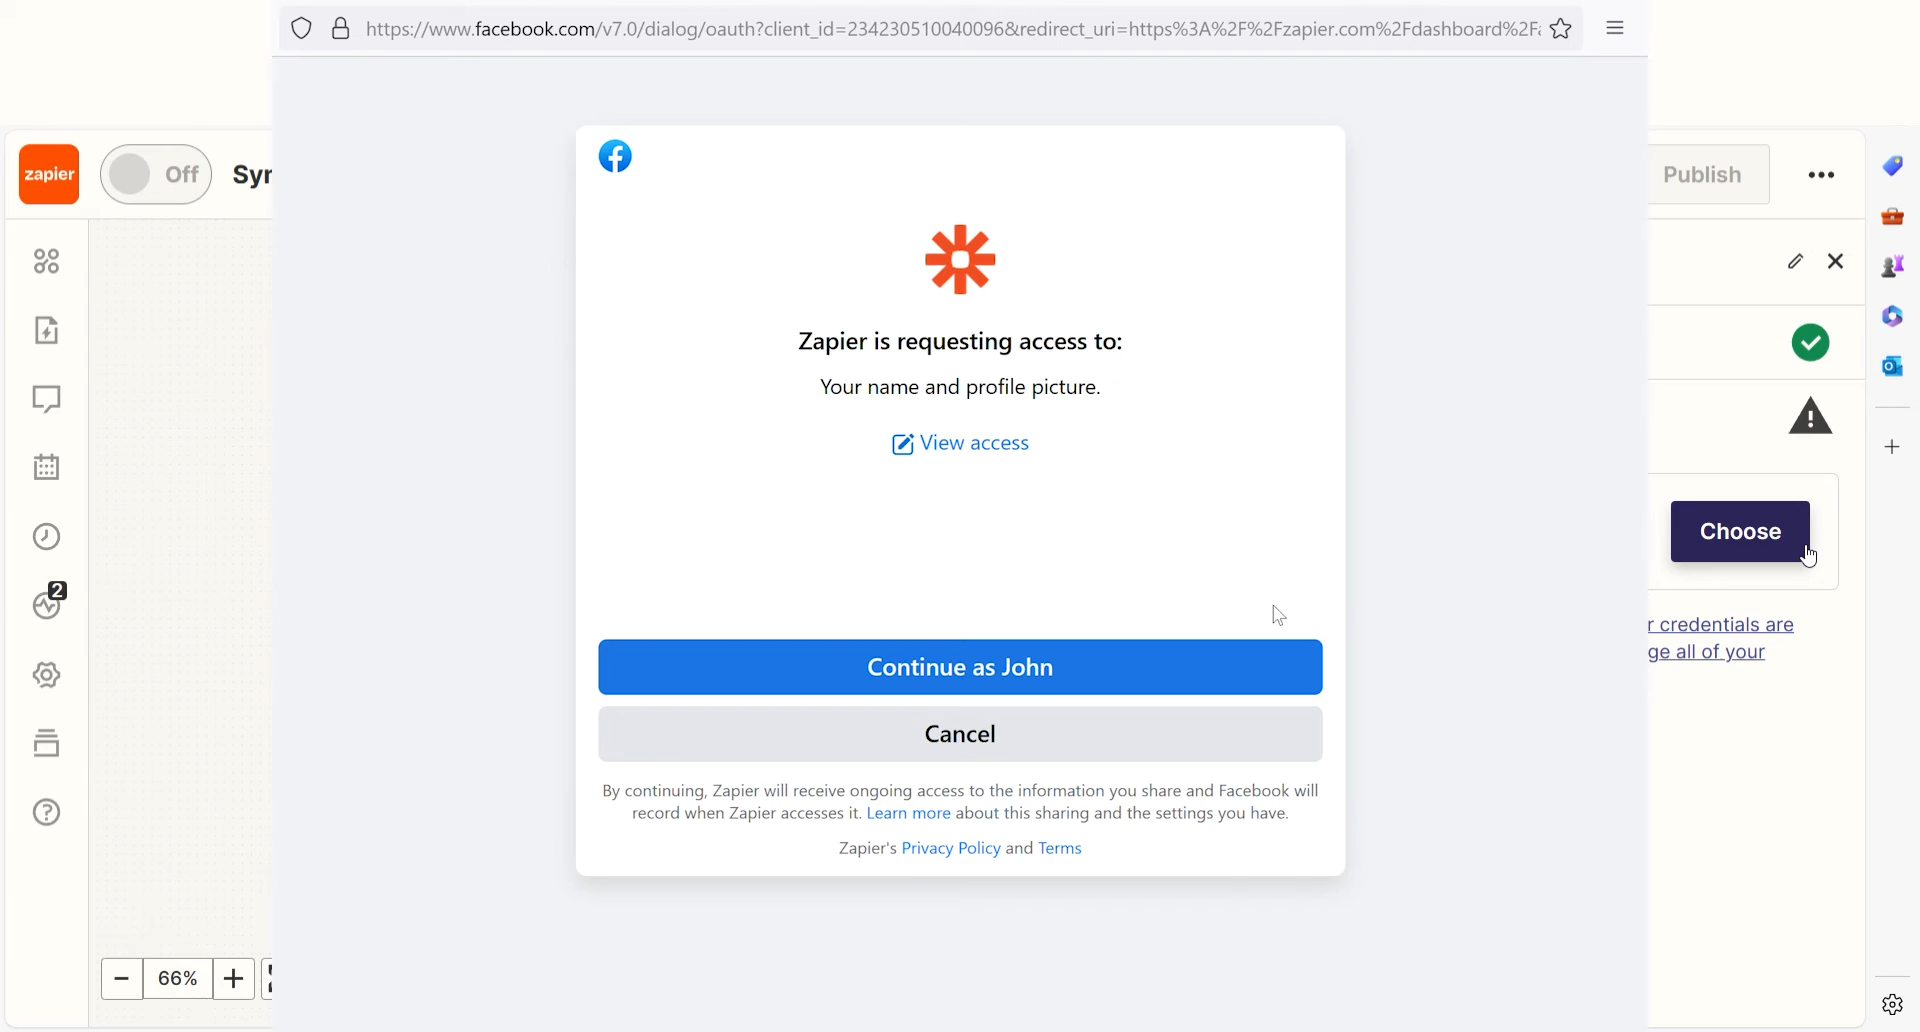 https://www.facebook.com/v7.0/dialog/oauth?client_id=234230510040096&redirect_uri=https%3A%2F%2Fzapier.com%2Fdashboard%2F
zapier
Off
Syn
Publish
Zapier is requesting access to:
Your name and profile picture.
View access
Choose
2
r credentials are
ge all of your
Continue as John
Cancel
By continuing, Zapier will receive ongoing access to the information you share and Facebook will
record when Zapier accesses it. Learn more about this sharing and the settings you have.
Zapier's Privacy Policy and Terms
66%